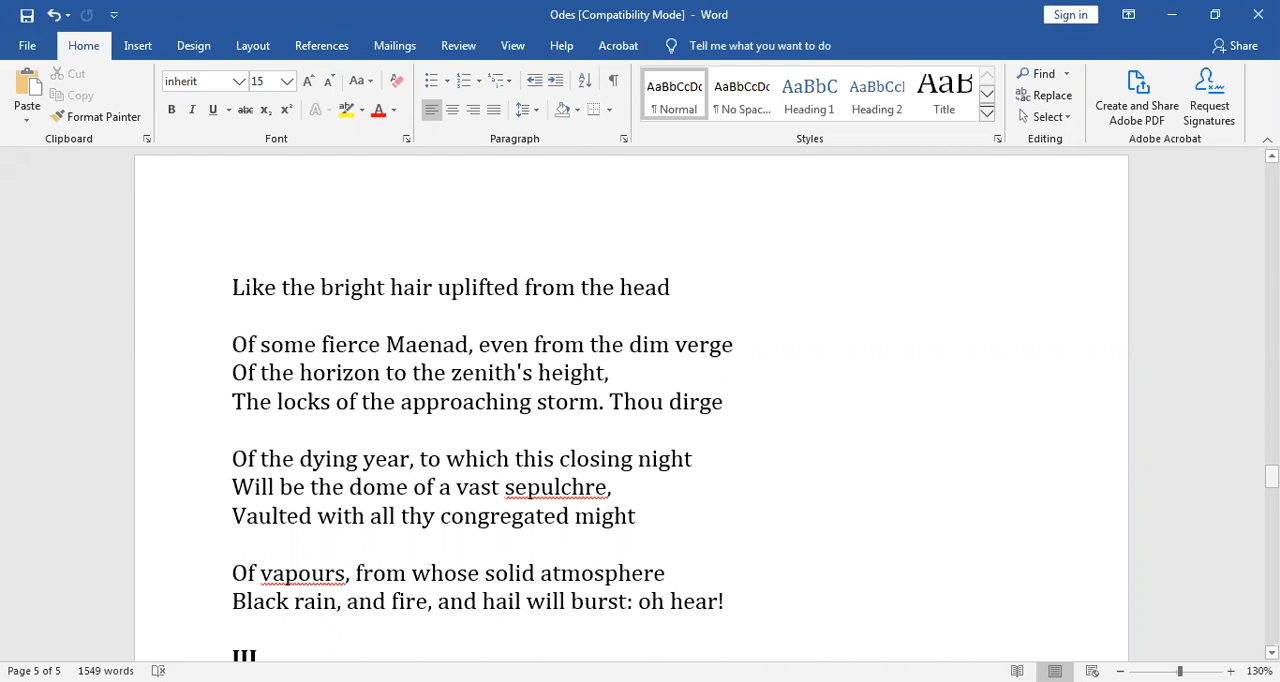 Odes [Compatibility Mode] - Word
Sign in
File Home Insert Design Layout References Mailings Review View Help Acrobat Tell me what you want to do Share
Paste
Cut
Copy
Format Painter
Clipboard
inherit 15
Font
Paragraph
AaBbCcDc AaBbCcDc AaBbC AaBbCcI AaB
¶ Normal ¶ No Spac... Heading 1 Heading 2 Title
Styles
Find
Replace
Select
Editing
Create and Share Adobe PDF
Request Signatures
Adobe Acrobat
Like the bright hair uplifted from the head
Of some fierce Maenad, even from the dim verge
Of the horizon to the zenith's height,
The locks of the approaching storm. Thou dirge
Of the dying year, to which this closing night
Will be the dome of a vast sepulchre,
Vaulted with all thy congregated might
Of vapours, from whose solid atmosphere
Black rain, and fire, and hail will burst: oh hear!
III
Page 5 of 5 1549 words 130%